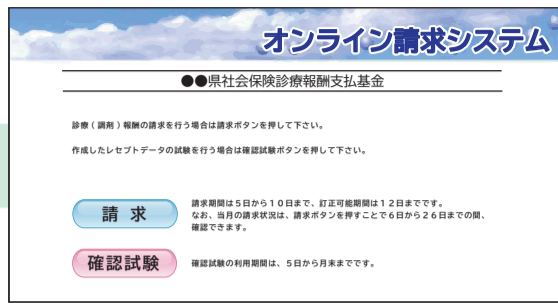 オンライン請求システム
●●県社会保険診療報酬支払基金
診療（調剤）報酬の請求を行う場合は請求ボタンを押して下さい。
作成したレセプトデータの試験を行う場合は確認試験ボタンを押して下さい。
請 求
請求期間は５日から１０日まで、訂正可能期間は１２日までです。
なお、当月の請求状況は、請求ボタンを押すことで６日から２６日までの間、
確認できます。
確認試験
確認試験の利用期間は、５日から月末までです。